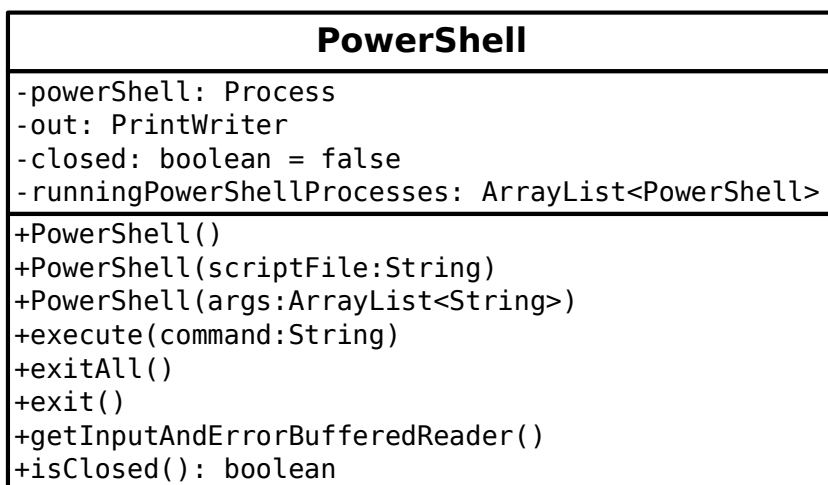 PowerShell
-powerShell: Process
-out: PrintWriter
-closed: boolean = false
-runningPowerShellProcesses: ArrayList<PowerShell>
+PowerShell()
+PowerShell(scriptFile:String)
+PowerShell(args:ArrayList<String>)
+execute(command:String)
+exitAll()
+exit()
+getInputAndErrorBufferedReader()
+isClosed(): boolean